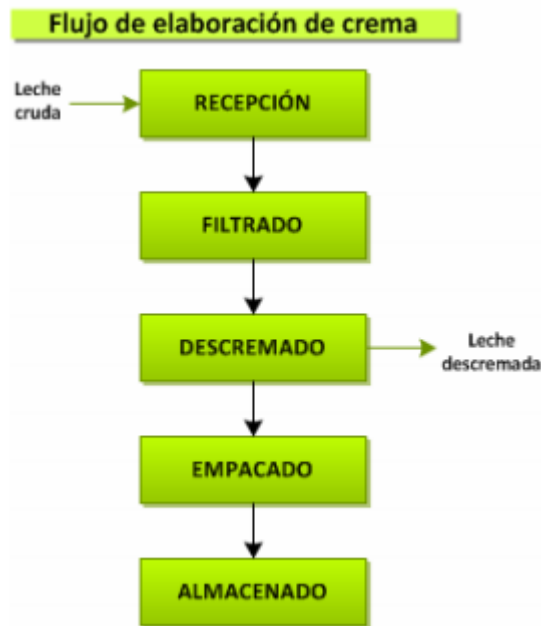 Flujo de elaboración de crema
Leche
cruda
RECEPCIÓN
FILTRADO
DESCREMADO
Leche
descremada
EMPACADO
ALMACENADO